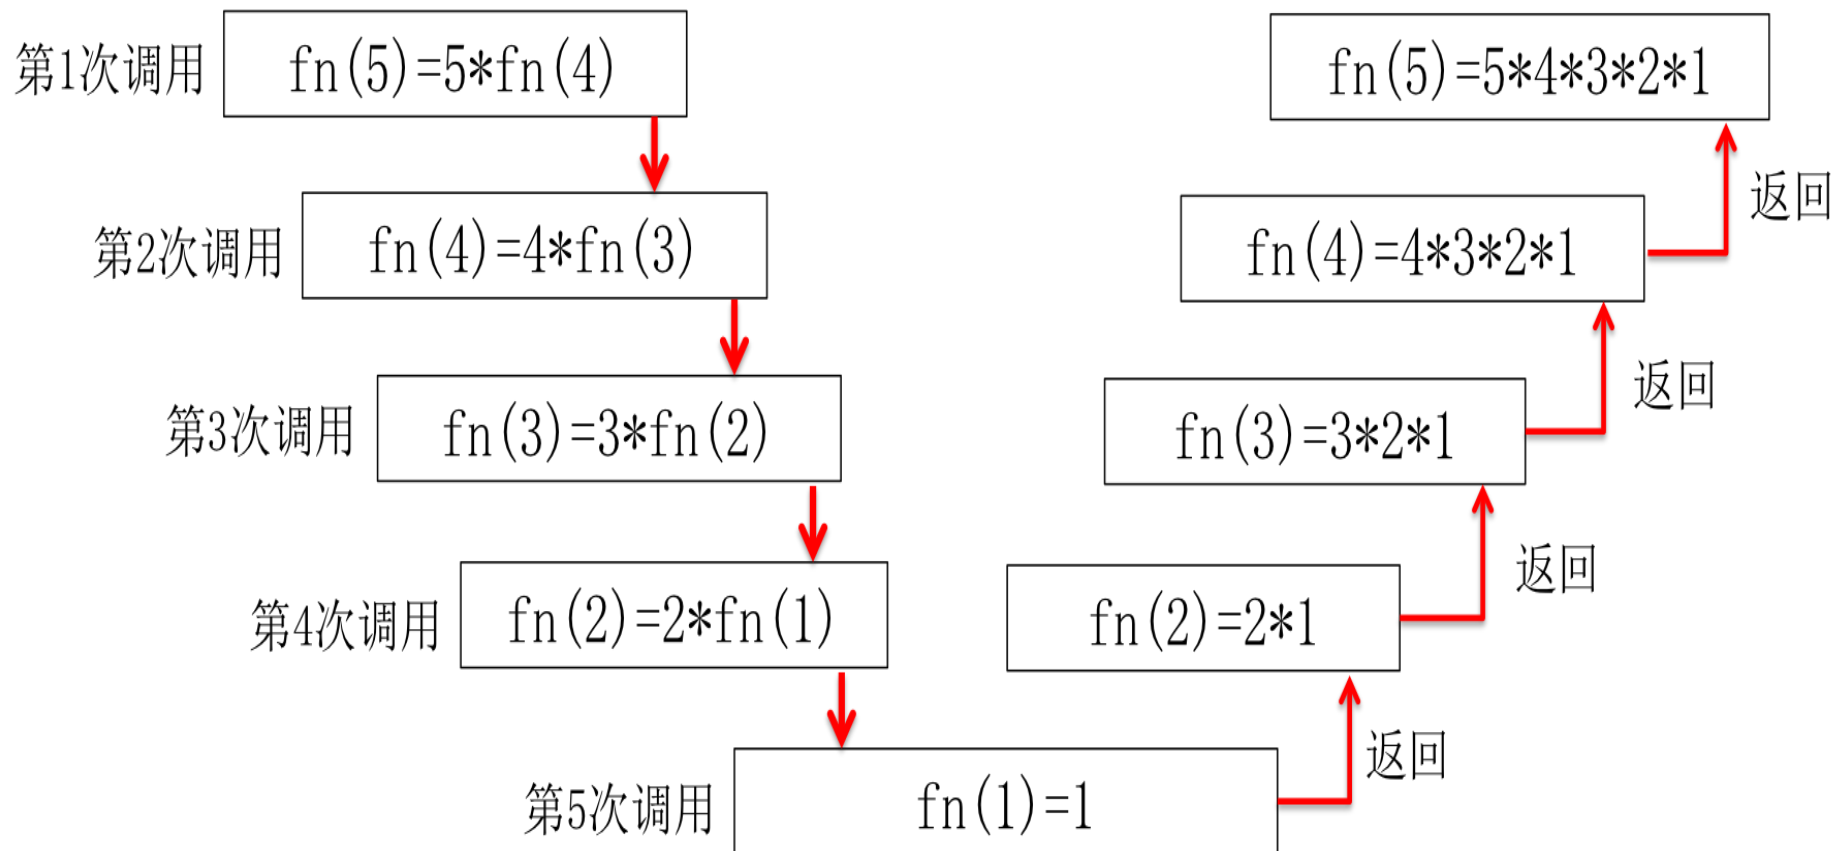 第1次调用 fn(5)=5*fn(4)
第2次调用 fn(4)=4*fn(3)
第3次调用 fn(3)=3*fn(2)
第4次调用 fn(2)=2*fn(1)
第5次调用 fn(1)=1
返回
fn(2)=2*1
返回
fn(3)=3*2*1
返回
fn(4)=4*3*2*1
返回
fn(5)=5*4*3*2*1